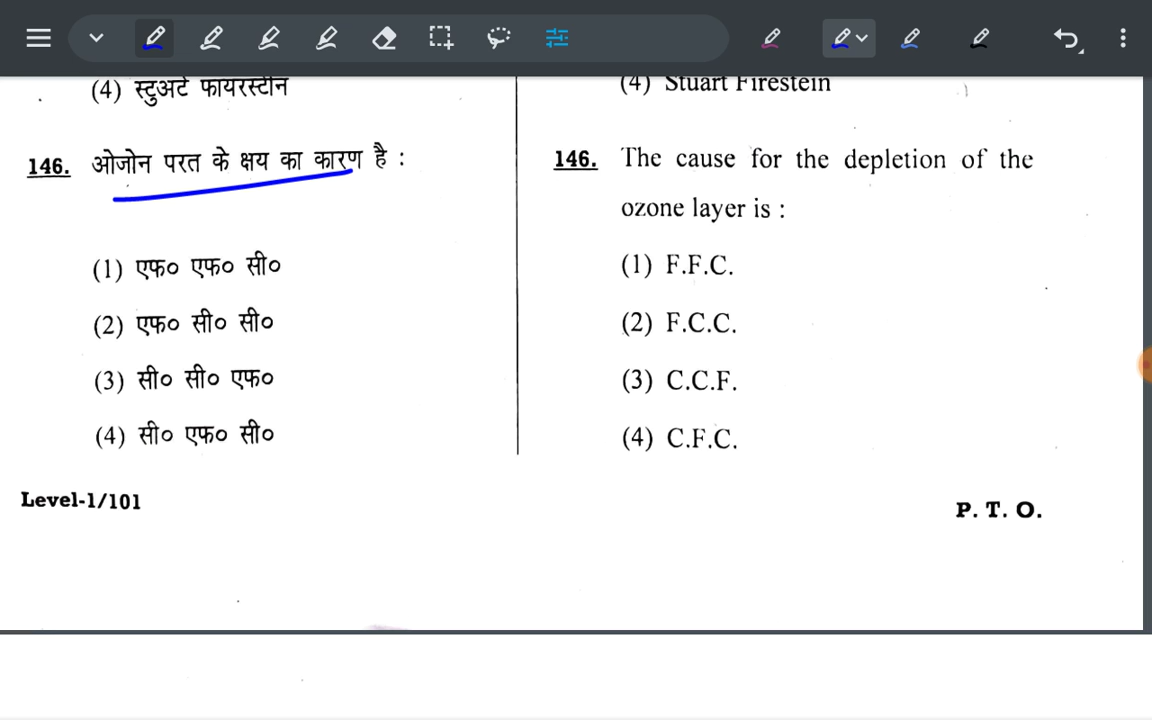 (4) स्टुअर्ट फायरस्टीन
146. ओजोन परत के क्षय का कारण है :
(1) एफ० एफ० सी०
(2) एफ० सी० सी०
(3) सी० सी० एफ०
(4) सी० एफ० सी०
Level-1/101
(4) Stuart Firestein
146. The cause for the depletion of the
ozone layer is :
(1) F.F.C.
(2) F.C.C.
(3) C.C.F.
(4) C.F.C.
P. T. O.